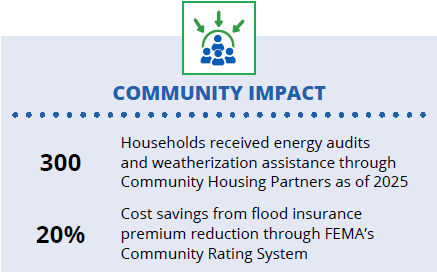 COMMUNITY IMPACT
300
Households received energy audits
and weatherization assistance through
Community Housing Partners as of 2025
20%
Cost savings from flood insurance
premium reduction through FEMA's
Community Rating System